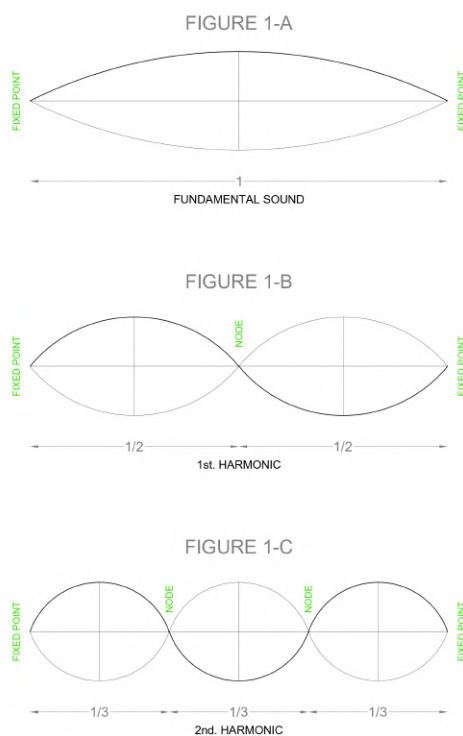 FIGURE 1-A
FIXED POINT
FIXED POINT
1
FUNDAMENTAL SOUND
FIGURE 1-B
FIXED POINT
NODE
FIXED POINT
1/2
1/2
1st. HARMONIC
FIGURE 1-C
FIXED POINT
NODE
NODE
FIXED POINT
1/3
1/3
1/3
2nd. HARMONIC